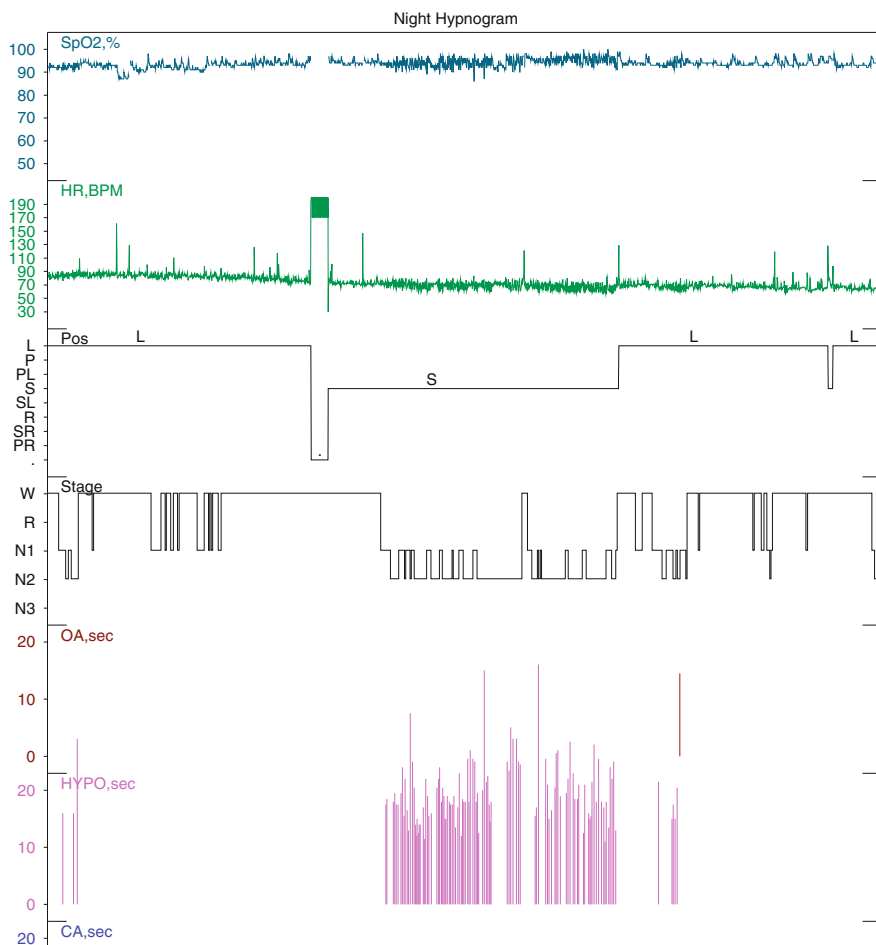 Night Hypnogram
SpO2,%
100
90
80
70
60
50
HR,BPM
190
170
150
130
110
90
70
50
30
Pos
L
L
L
L
P
PL
S
S
SL
R
SR
PR
.
.
Stage
W
R
N1
N2
N3
OA,sec
20
10
0
HYPO,sec
20
10
0
CA,sec
20